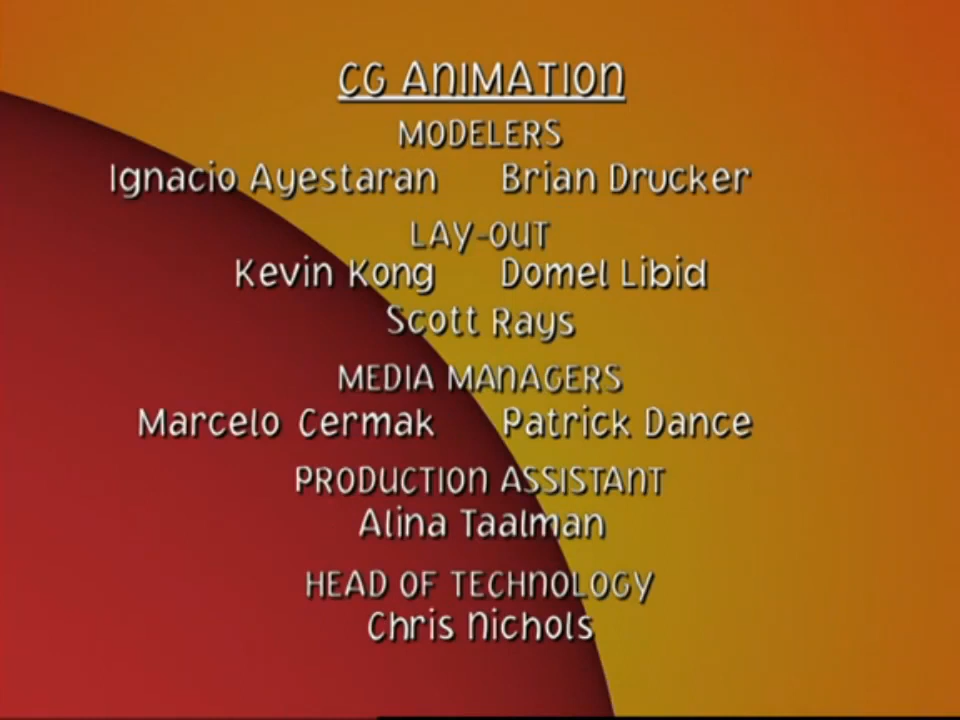 CG ANIMATION
MODELERS
Ignacio Ayestaran Brian Drucker
LAY-OUT
Kevin Kong Domel Libid
Scott Rays
MEDIA MANAGERS
Marcelo Cermak Patrick Dance
PRODUCTION ASSISTANT
Alina Taalman
HEAD OF TECHNOLOGY
Chris Nichols